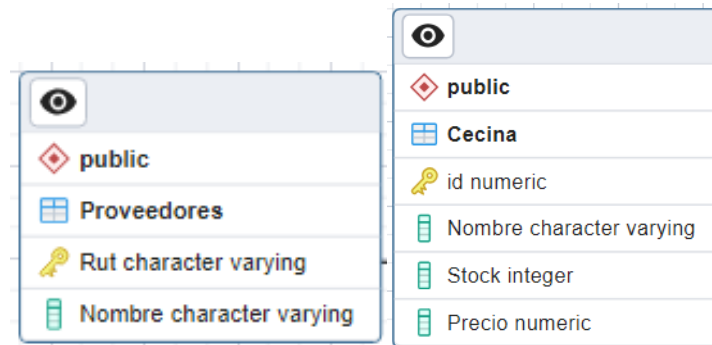 public
Proveedores
Rut character varying
Nombre character varying
public
Cecina
id numeric
Nombre character varying
Stock integer
Precio numeric